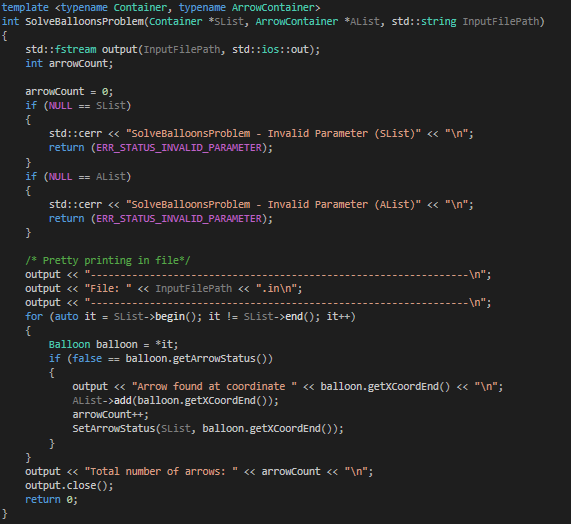 template <typename Container, typename ArrowContainer>
int SolveBalloonsProblem(Container *SList, ArrowContainer *AList, std::string InputFilePath)
{
    std::fstream output(InputFilePath, std::ios::out);
    int arrowCount;

    arrowCount = 0;
    if (NULL == SList)
    {
        std::cerr << "SolveBalloonsProblem - Invalid Parameter (SList)" << "\n";
        return (ERR_STATUS_INVALID_PARAMETER);
    }
    if (NULL == AList)
    {
        std::cerr << "SolveBalloonsProblem - Invalid Parameter (AList)" << "\n";
        return (ERR_STATUS_INVALID_PARAMETER);
    }

    /* Pretty printing in file*/
    output << "----------------------------------------------------------------\n";
    output << "File: " << InputFilePath << ".in\n";
    output << "----------------------------------------------------------------\n";
    for (auto it = SList->begin(); it != SList->end(); it++)
    {
        Balloon balloon = *it;
        if (false == balloon.getArrowStatus())
        {
            output << "Arrow found at coordinate " << balloon.getXCoordEnd() << "\n";
            AList->add(balloon.getXCoordEnd());
            arrowCount++;
            SetArrowStatus(SList, balloon.getXCoordEnd());
        }
    }
    output << "Total number of arrows: " << arrowCount << "\n";
    output.close();
    return 0;
}